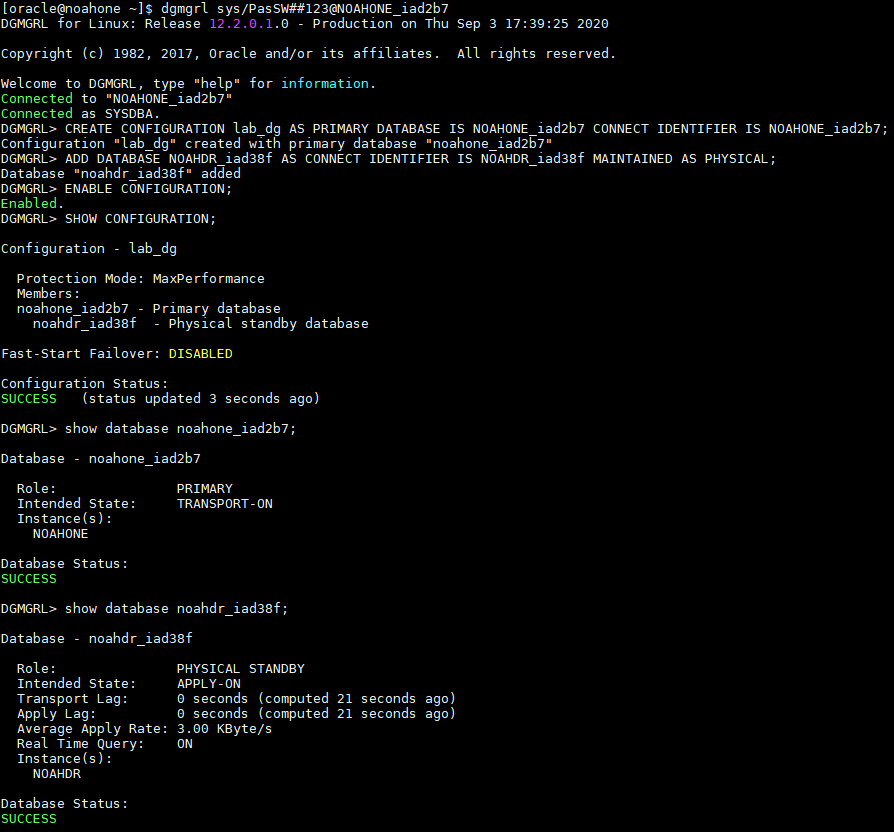 [oracle@noahone ~]$ dgmgrl sys/PasSW##123@NOAHONE_iad2b7
DGMGRL for Linux: Release 12.2.0.1.0 - Production on Thu Sep 3 17:39:25 2020
Copyright (c) 1982, 2017, Oracle and/or its affiliates.  All rights reserved.
Welcome to DGMGRL, type "help" for information.
Connected to "NOAHONE_iad2b7"
Connected as SYSDBA.
DGMGRL> CREATE CONFIGURATION lab_dg AS PRIMARY DATABASE IS NOAHONE_iad2b7 CONNECT IDENTIFIER IS NOAHONE_iad2b7;
Configuration "lab_dg" created with primary database "noahone_iad2b7"
DGMGRL> ADD DATABASE NOAHDR_iad38f AS CONNECT IDENTIFIER IS NOAHDR_iad38f MAINTAINED AS PHYSICAL;
Database "noahdr_iad38f" added
DGMGRL> ENABLE CONFIGURATION;
Enabled.
DGMGRL> SHOW CONFIGURATION;
Configuration - lab_dg
  Protection Mode: MaxPerformance
  Members:
  noahone_iad2b7 - Primary database
    noahdr_iad38f  - Physical standby database
Fast-Start Failover: DISABLED
Configuration Status:
SUCCESS   (status updated 3 seconds ago)
DGMGRL> show database noahone_iad2b7;
Database - noahone_iad2b7
  Role:               PRIMARY
  Intended State:     TRANSPORT-ON
  Instance(s):
    NOAHONE
Database Status:
SUCCESS
DGMGRL> show database noahdr_iad38f;
Database - noahdr_iad38f
  Role:               PHYSICAL STANDBY
  Intended State:     APPLY-ON
  Transport Lag:      0 seconds (computed 21 seconds ago)
  Apply Lag:          0 seconds (computed 21 seconds ago)
  Average Apply Rate: 3.00 KByte/s
  Real Time Query:    ON
  Instance(s):
    NOAHDR
Database Status:
SUCCESS